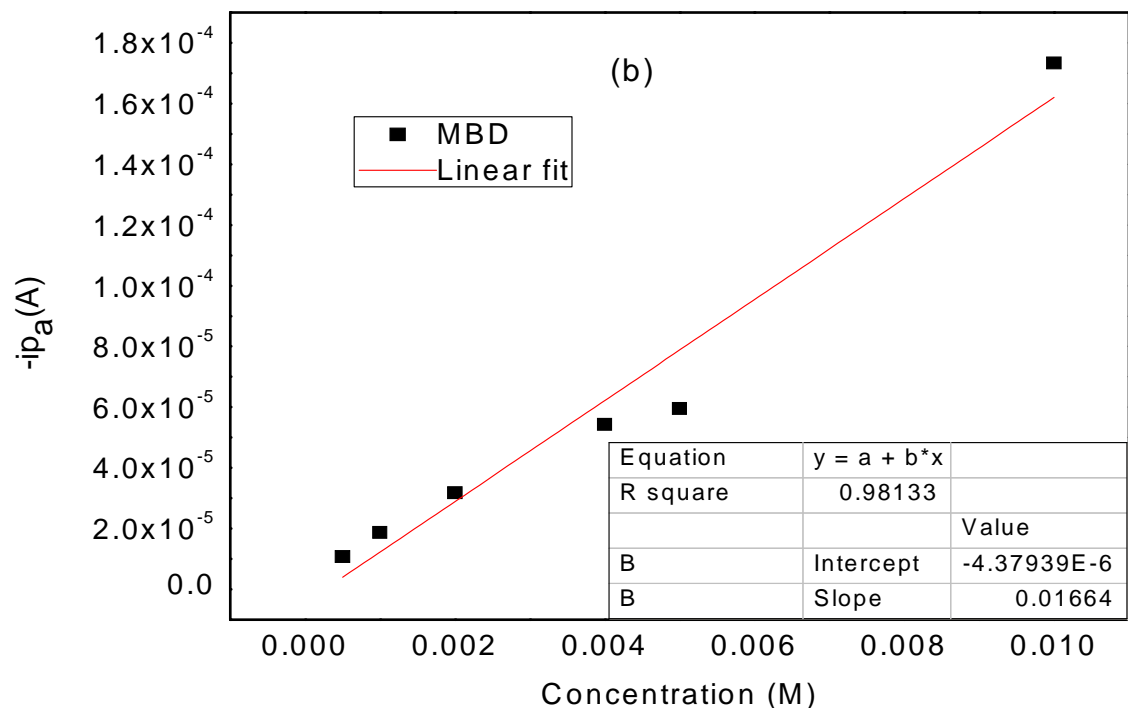 (b)
1.8x10⁻⁴
1.6x10⁻⁴
1.4x10⁻⁴
1.2x10⁻⁴
1.0x10⁻⁴
8.0x10⁻⁵
6.0x10⁻⁵
4.0x10⁻⁵
2.0x10⁻⁵
0.0
-ipₐ(A)
MBD
Linear fit
Equation y = a + b*x
R square 0.98133
Value
B Intercept -4.37939E-6
B Slope 0.01664
0.000 0.002 0.004 0.006 0.008 0.010
Concentration (M)